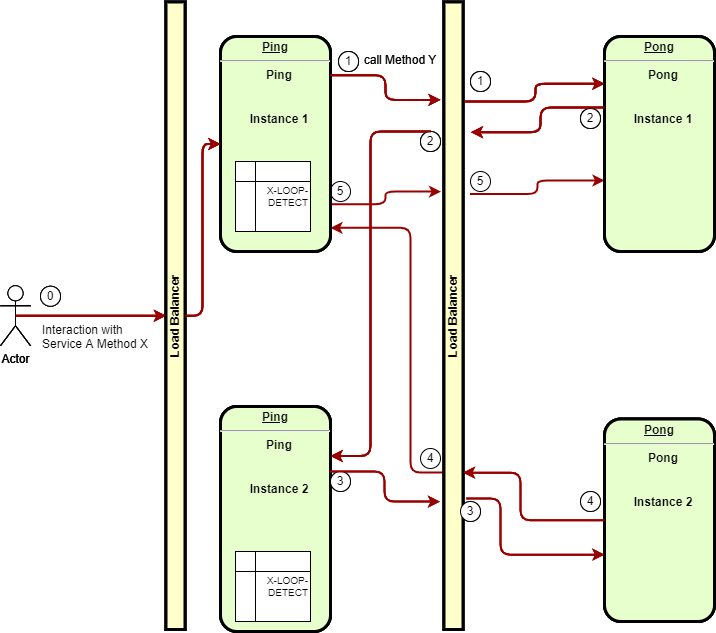 Ping
Ping
Instance 1
X-LOOP-
DETECT
1
call Method Y
1
2
2
5
5
Pong
Pong
Instance 1
0
Interaction with
Service A Method X
Actor
Load Balancer
Load Balancer
Ping
Ping
Instance 2
X-LOOP-
DETECT
4
3
3
4
Pong
Pong
Instance 2